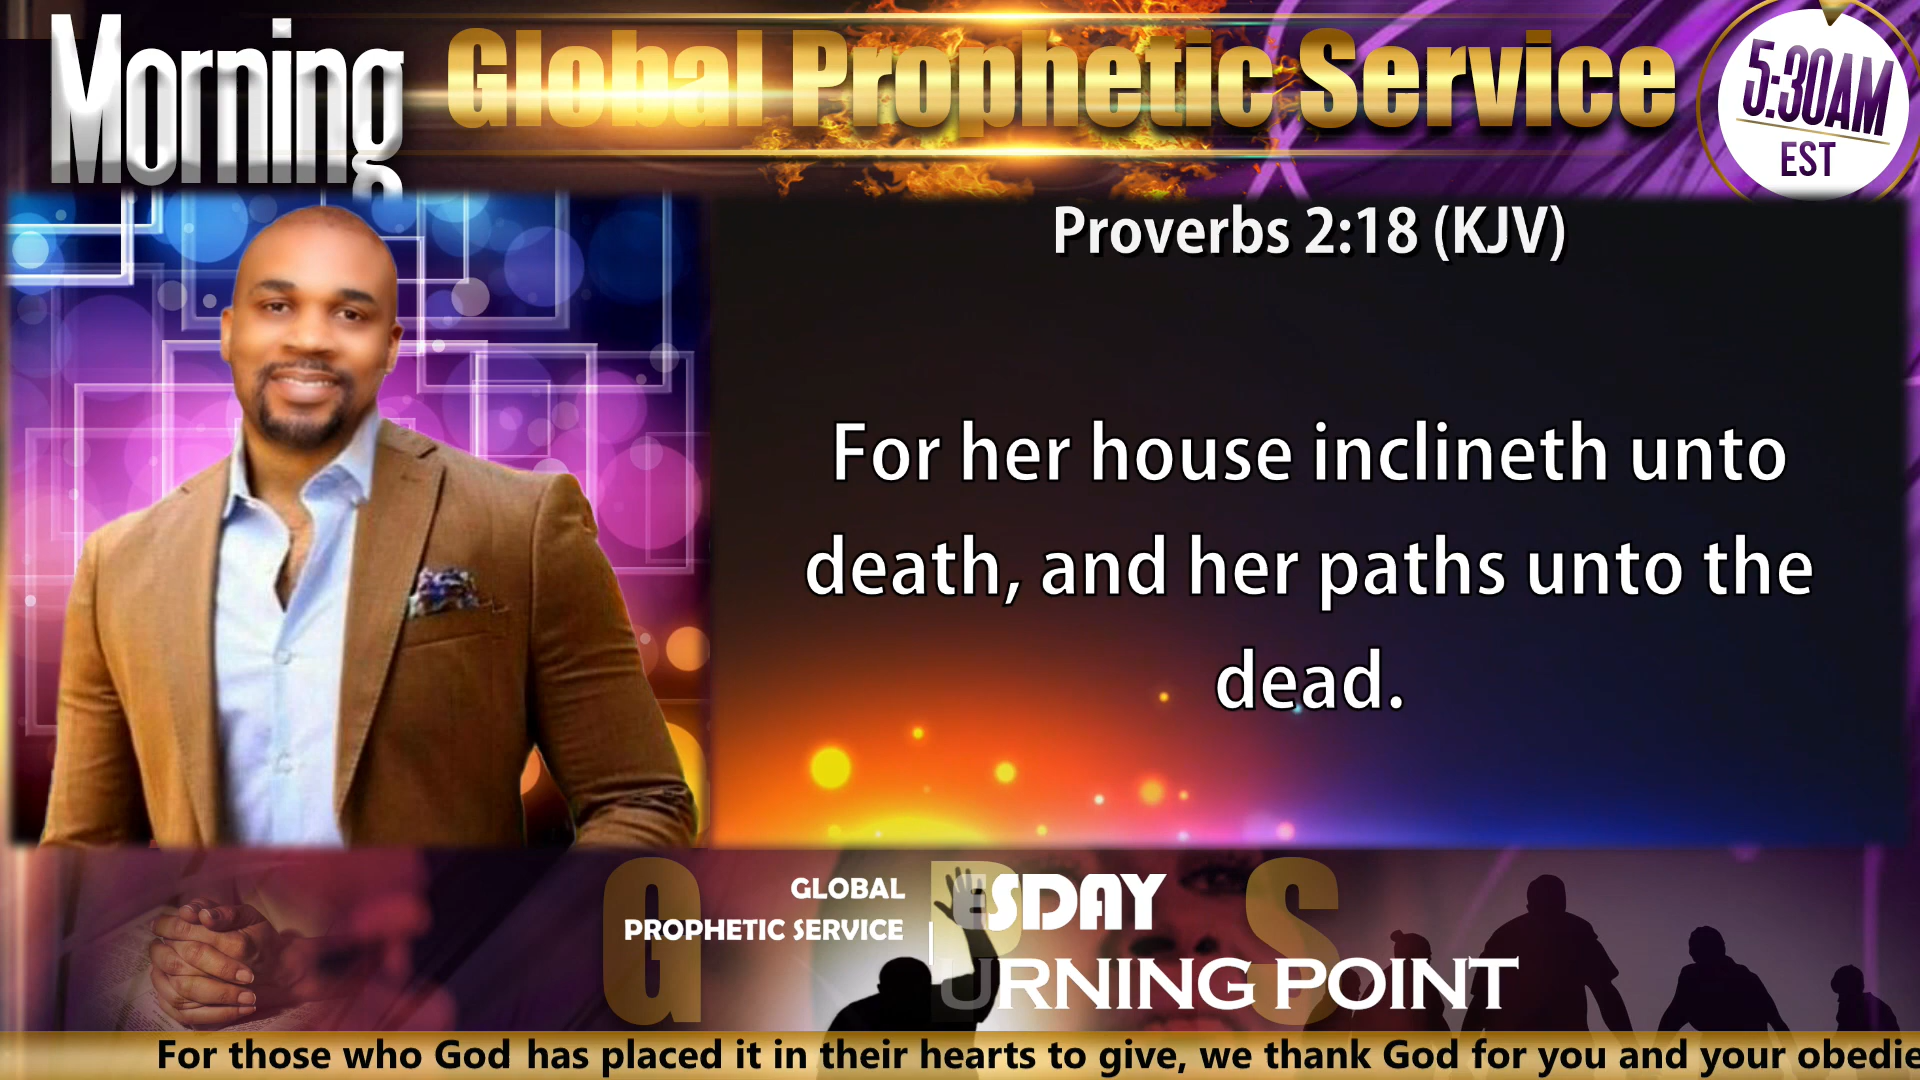 Morning
Global Prophetic Service
5:30AM
EST
Proverbs 2:18 (KJV)
For her house inclineth unto
death, and her paths unto the
dead.
G P S
GLOBAL
PROPHETIC SERVICE
ESDAY
URNING POINT
For those who God has placed it in their hearts to give, we thank God for you and your obedie